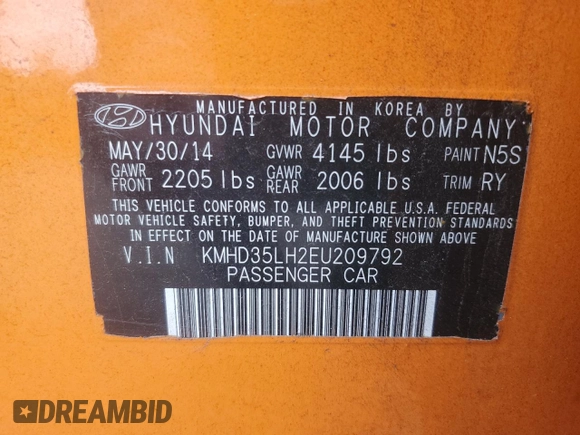 MANUFACTURED IN KOREA BY
HYUNDAI MOTOR COMPANY
MAY/30/14 GVWR 4145 lbs PAINT N5S
GAWR FRONT 2205 lbs GAWR REAR 2006 lbs TRIM RY
THIS VEHICLE CONFORMS TO ALL APPLICABLE U.S.A. FEDERAL
MOTOR VEHICLE SAFETY, BUMPER, AND THEFT PREVENTION STANDARDS
IN EFFECT ON THE DATE OF MANUFACTURE SHOWN ABOVE
V.I.N KMHD35LH2EU209792
PASSENGER CAR
DREAMBID